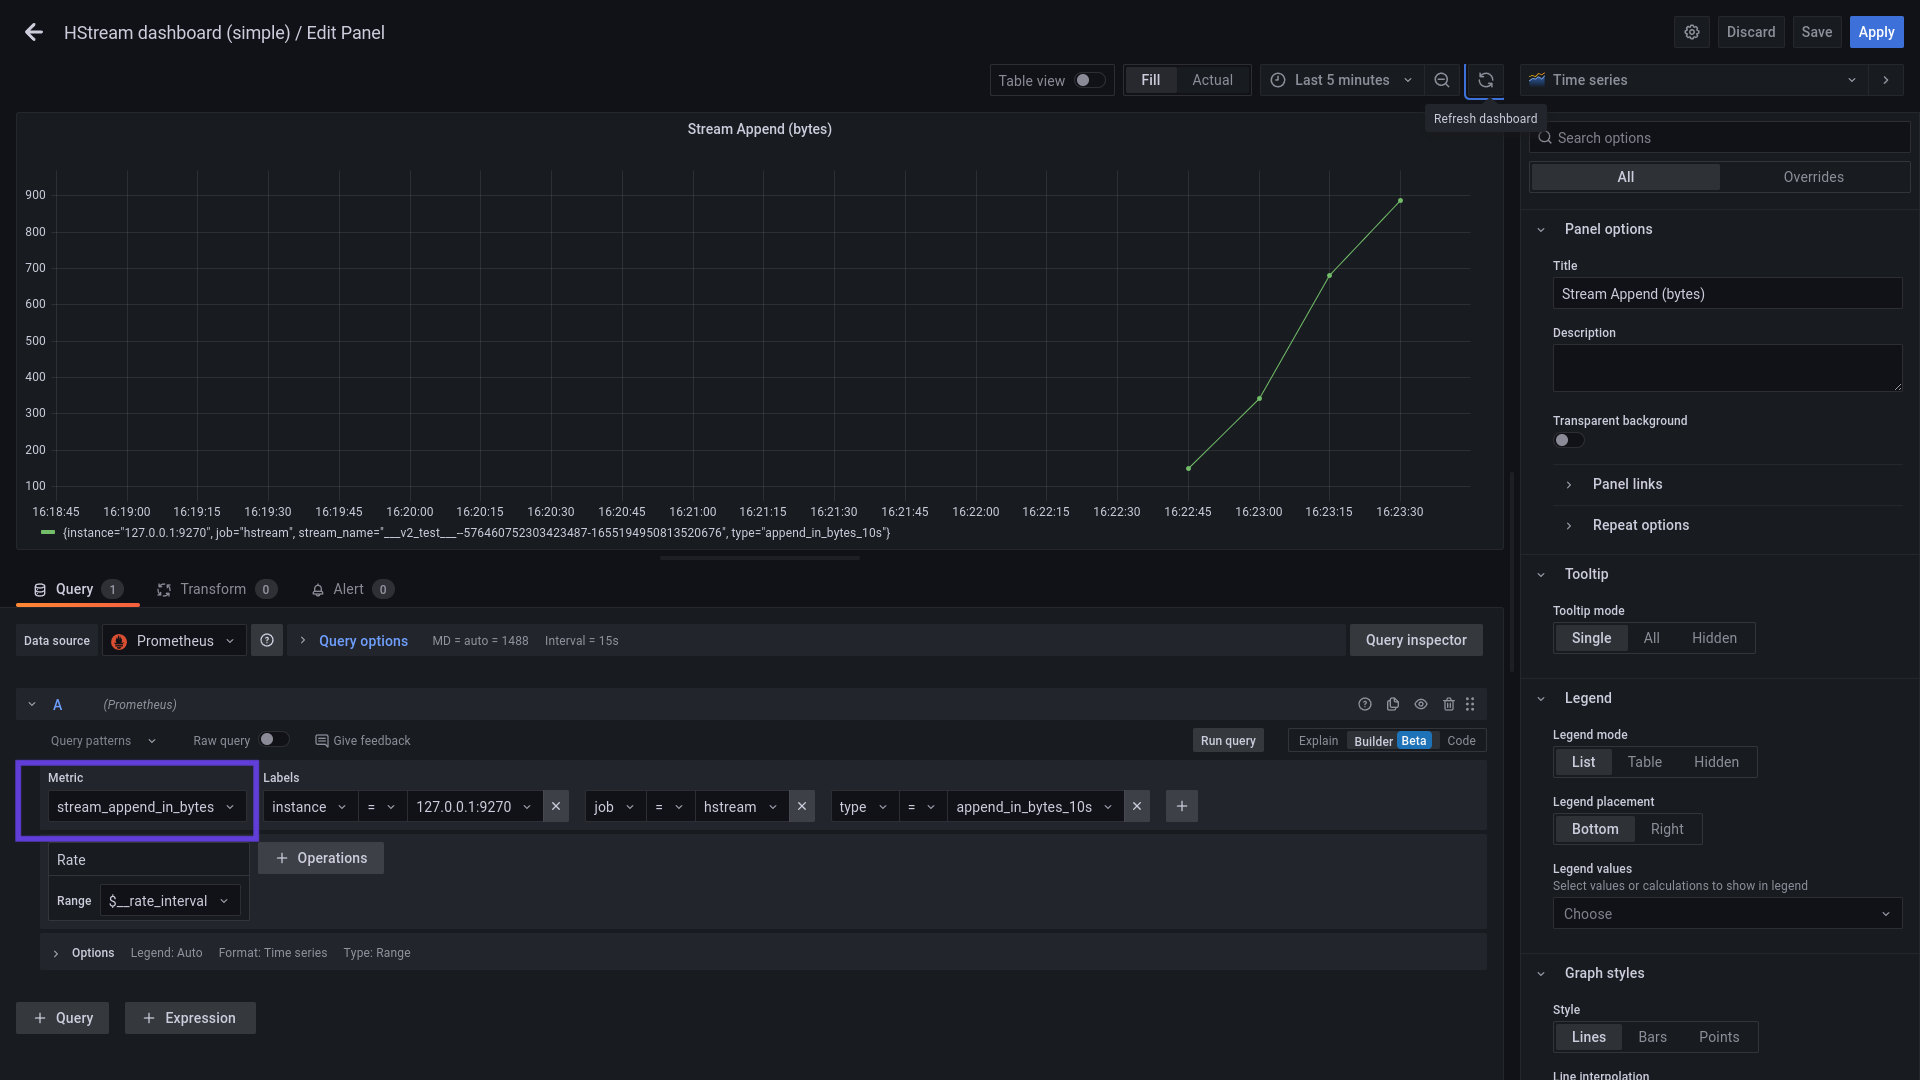 HStream dashboard (simple) / Edit Panel
Discard
Save
Apply
Table view
Fill
Actual
Last 5 minutes
Time series
Refresh dashboard
Stream Append (bytes)
Search options
All
Overrides
900
800
700
600
500
400
300
200
100
16:18:45 16:19:00 16:19:15 16:19:30 16:19:45 16:20:00 16:20:15 16:20:30 16:20:45 16:21:00 16:21:15 16:21:30 16:21:45 16:22:00 16:22:15 16:22:30 16:22:45 16:23:00 16:23:15 16:23:30
{instance="127.0.0.1:9270", job="hstream", stream_name="___v2_test___--576460752303423487-1655194950813520676", type="append_in_bytes_10s"}
Panel options
Title
Stream Append (bytes)
Description
Transparent background
Panel links
Repeat options
Tooltip
Tooltip mode
Single
All
Hidden
Legend
Legend mode
List
Table
Hidden
Legend placement
Bottom
Right
Legend values
Select values or calculations to show in legend
Choose
Graph styles
Style
Lines
Bars
Points
Line interpolation
Query 1
Transform 0
Alert 0
Data source
Prometheus
Query options
MD = auto = 1488
Interval = 15s
Query inspector
A
(Prometheus)
Query patterns
Raw query
Give feedback
Run query
Explain
Builder Beta
Code
Metric
Labels
stream_append_in_bytes
instance = 127.0.0.1:9270
job = hstream
type = append_in_bytes_10s
Rate
Operations
Range
$__rate_interval
Options
Legend: Auto
Format: Time series
Type: Range
+ Query
+ Expression